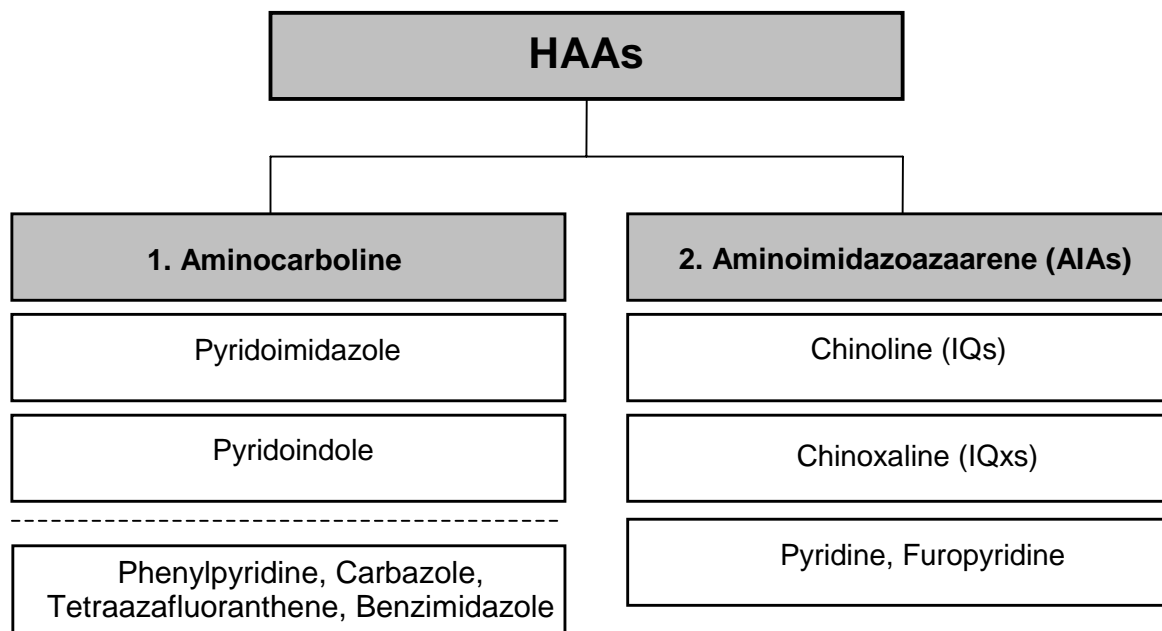 HAAs
1. Aminocarboline
Pyridoimidazole
Pyridoindole
Phenylpyridine, Carbazole,
Tetraazafluoranthene, Benzimidazole
2. Aminoimidazoazaarene (AIAs)
Chinoline (IQs)
Chinoxaline (IQxs)
Pyridine, Furopyridine